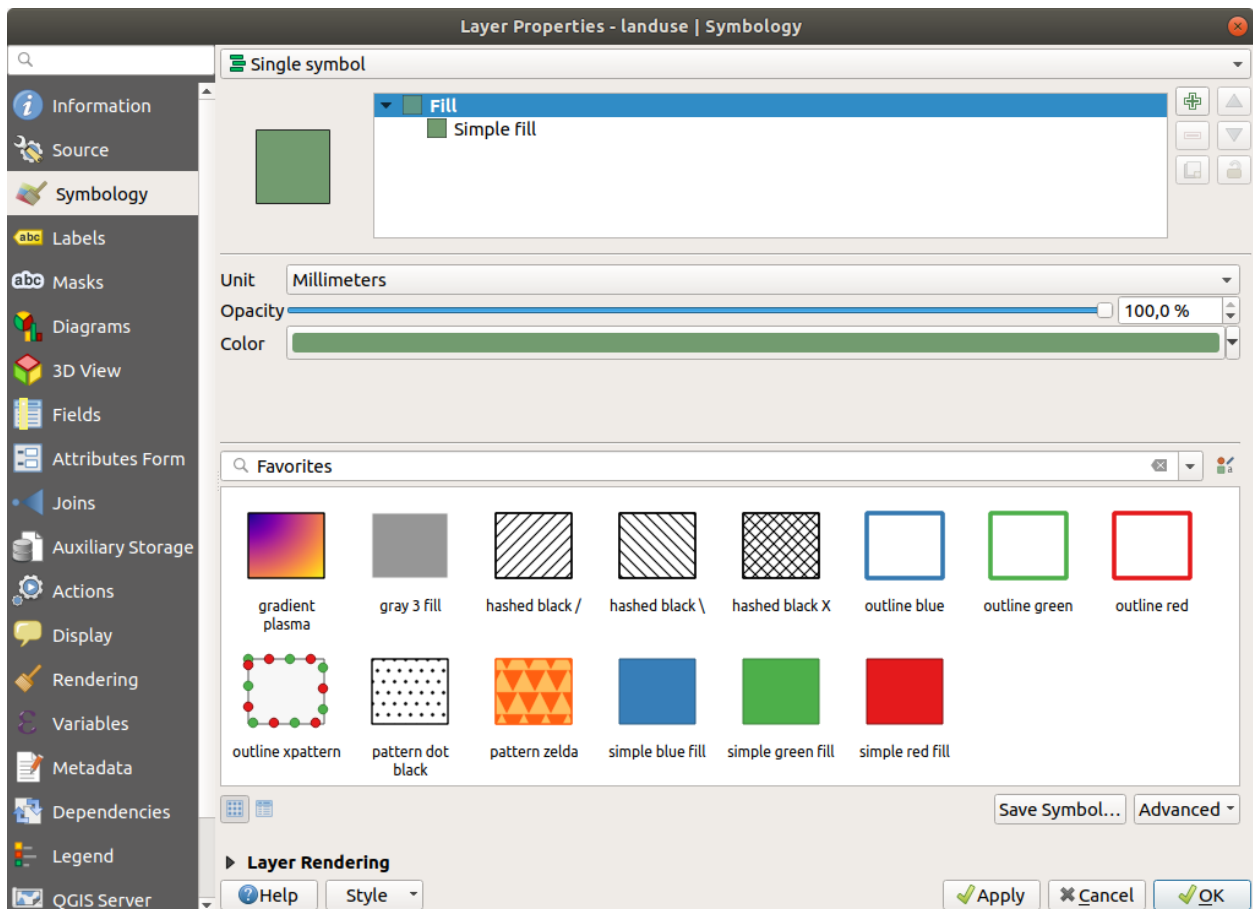 Layer Properties - landuse | Symbology
Information
Source
Symbology
abc Labels
abc Masks
Diagrams
3D View
Fields
Attributes Form
Joins
Auxiliary Storage
Actions
Display
Rendering
ε Variables
Metadata
Dependencies
Legend
QGIS Server
Single symbol
Fill
Simple fill
Unit Millimeters
Opacity 100,0 %
Color
Favorites
gradient plasma
gray 3 fill
hashed black /
hashed black \
hashed black X
outline blue
outline green
outline red
outline xpattern
pattern dot black
pattern zelda
simple blue fill
simple green fill
simple red fill
Save Symbol... Advanced
Layer Rendering
Help Style Apply Cancel OK